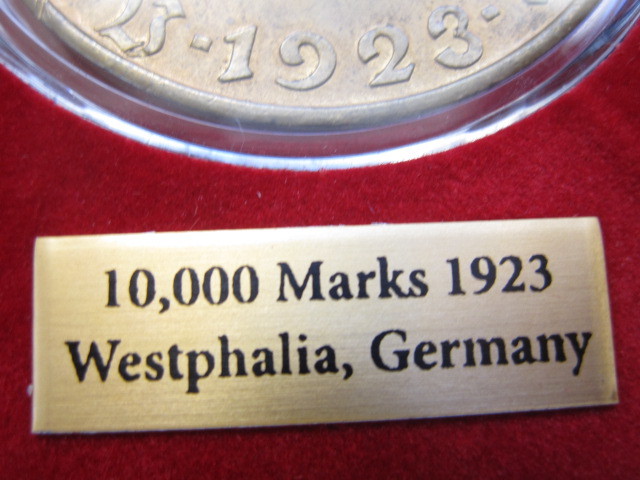 ·1923·
10,000 Marks 1923
Westphalia, Germany